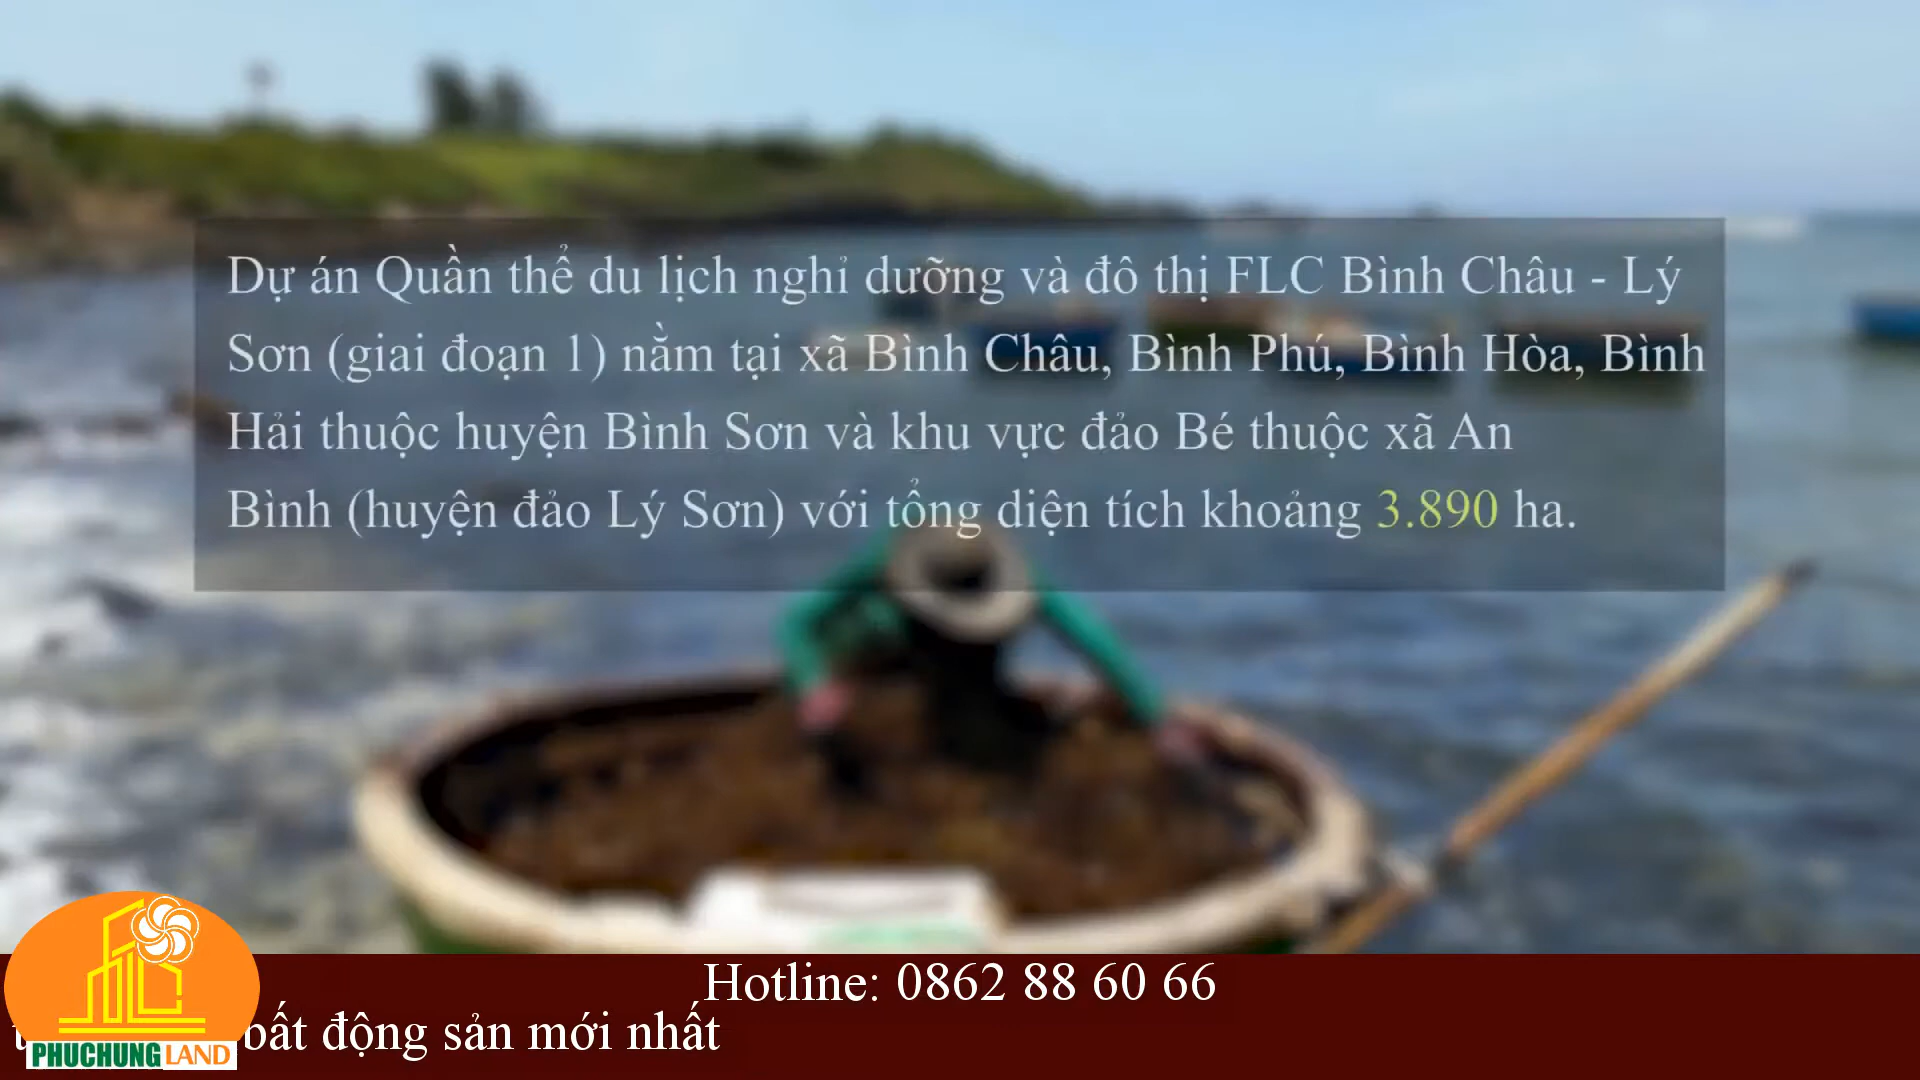 Dự án Quần thể du lịch nghỉ dưỡng và đô thị FLC Bình Châu - Lý
Sơn (giai đoạn 1) nằm tại xã Bình Châu, Bình Phú, Bình Hòa, Bình
Hải thuộc huyện Bình Sơn và khu vực đảo Bé thuộc xã An
Bình (huyện đảo Lý Sơn) với tổng diện tích khoảng 3.890 ha.
Hotline: 0862 88 60 66
bất động sản mới nhất
PHUCHUNG LAND